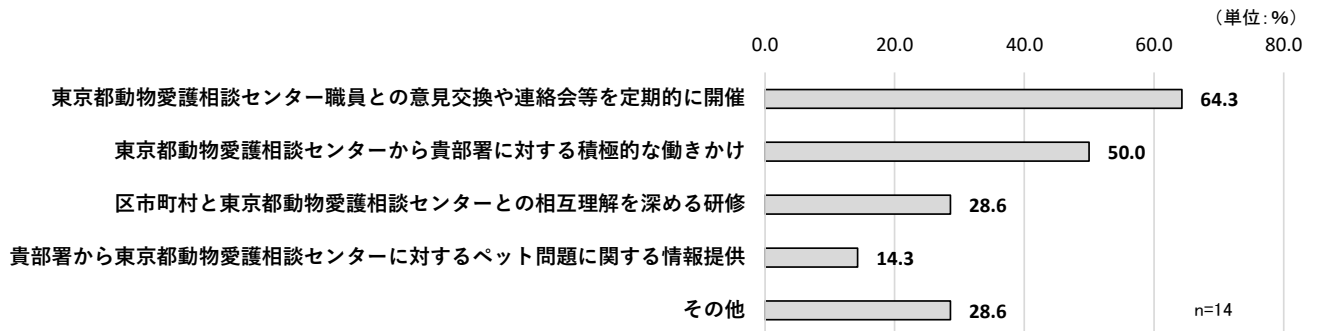 （単位：%）
0.0 20.0 40.0 60.0 80.0
東京都動物愛護相談センター職員との意見交換や連絡会等を定期的に開催 64.3
東京都動物愛護相談センターから貴部署に対する積極的な働きかけ 50.0
区市町村と東京都動物愛護相談センターとの相互理解を深める研修 28.6
貴部署から東京都動物愛護相談センターに対するペット問題に関する情報提供 14.3
その他 28.6 n=14